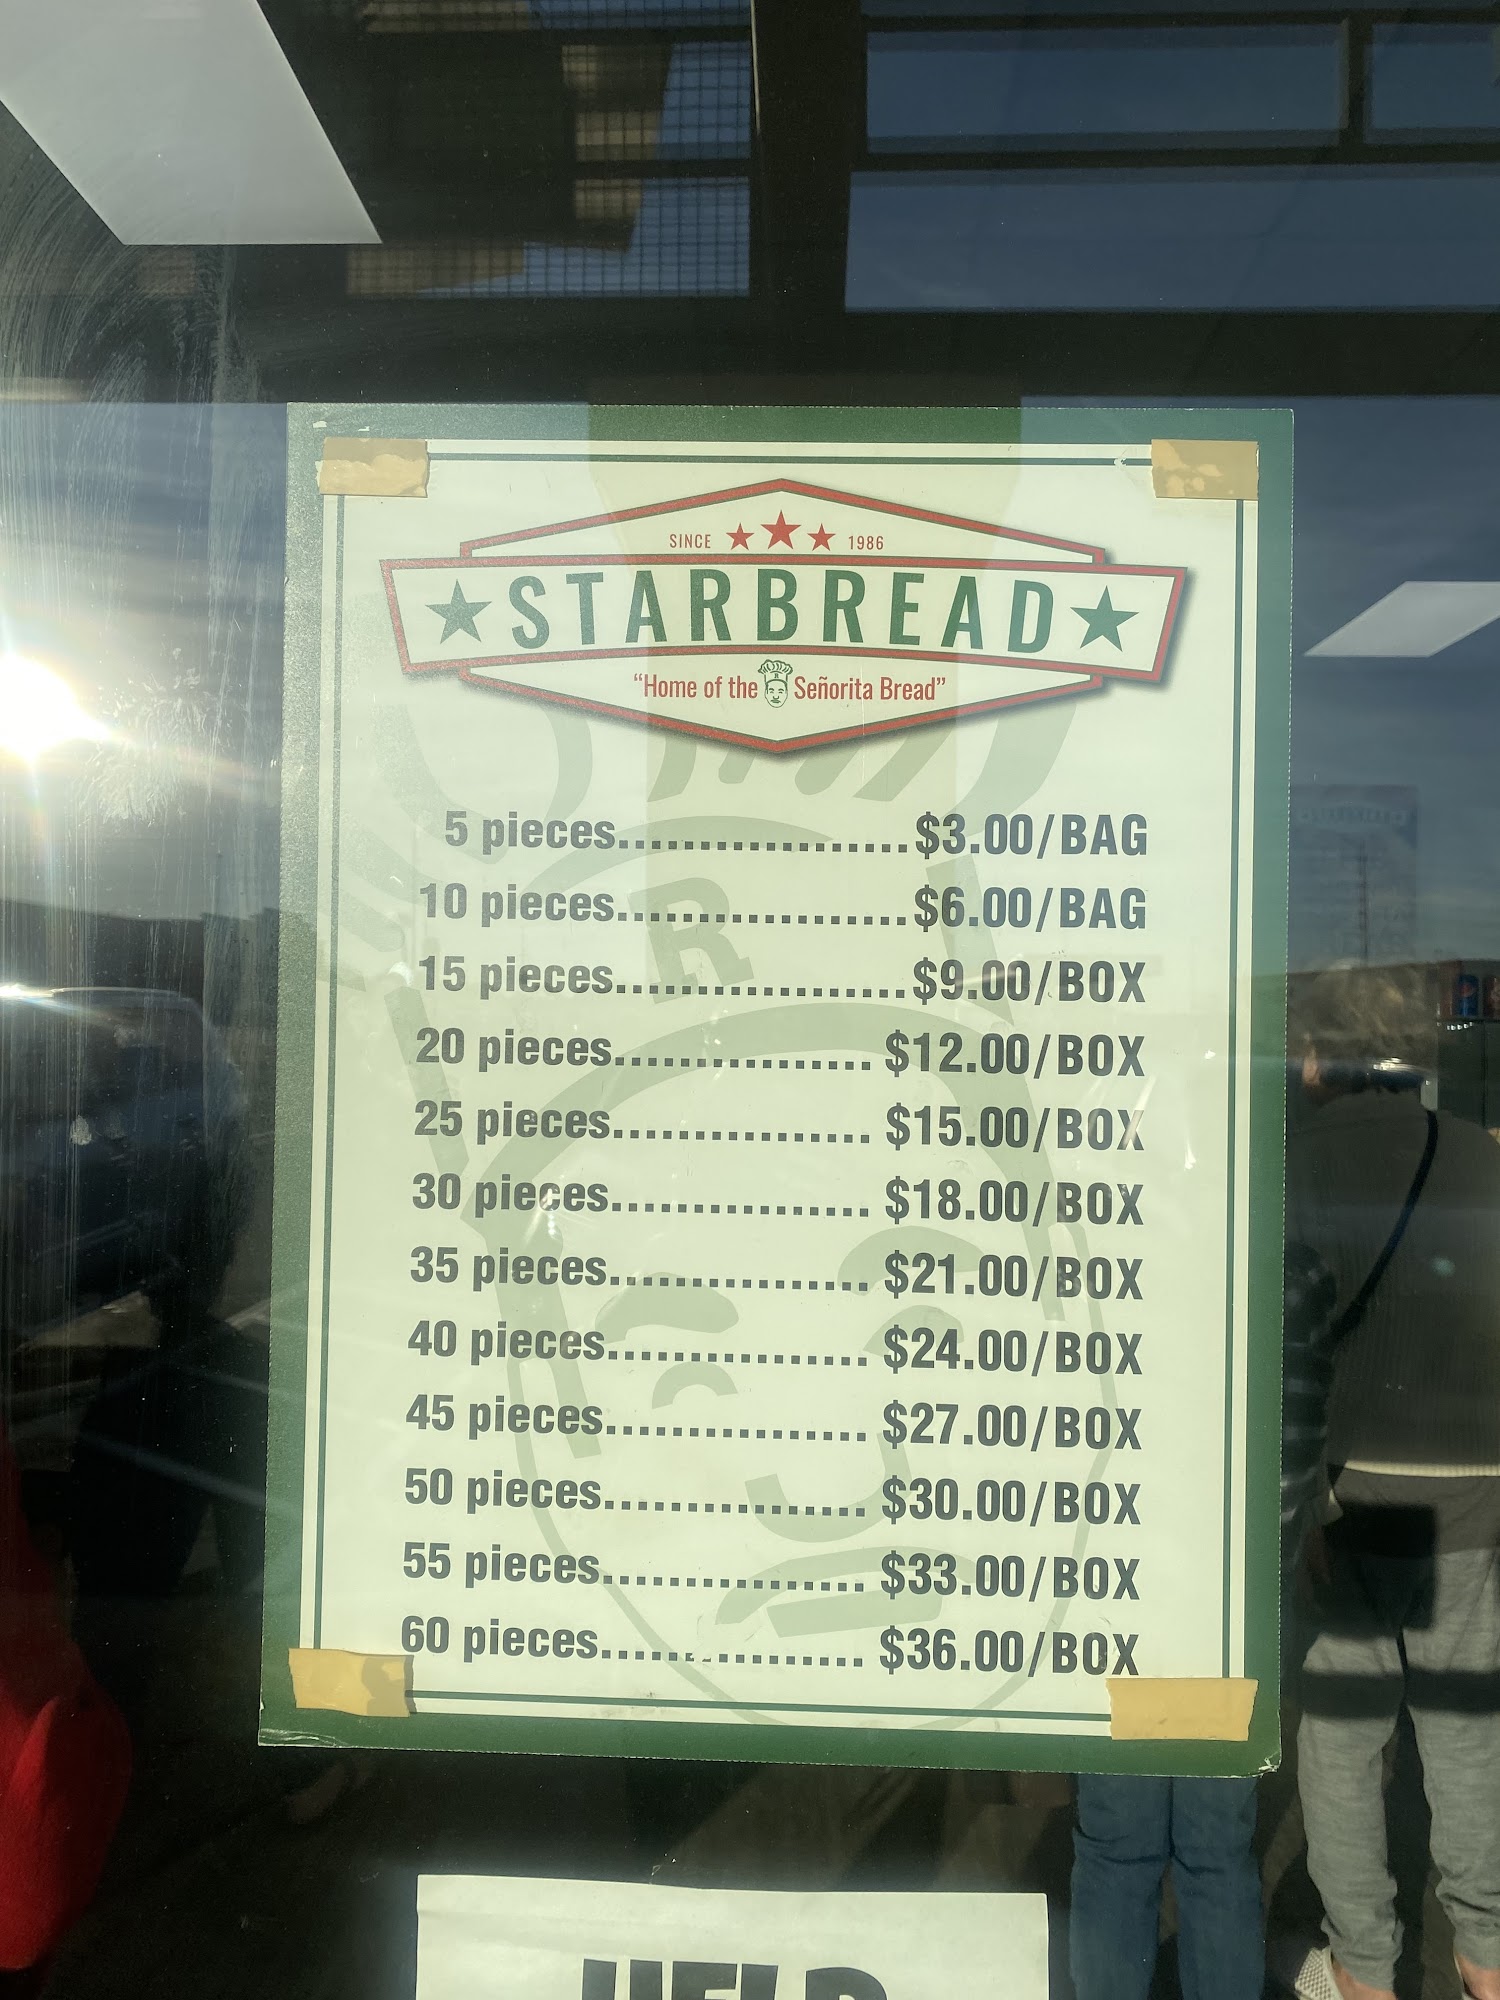 SINCE ★ ★ ★ 1986
★ STARBREAD ★
“Home of the Señorita Bread”
R
5 pieces..................$3.00/BAG
10 pieces..................$6.00/BAG
15 pieces..................$9.00/BOX
20 pieces................ $12.00/BOX
25 pieces................ $15.00/BOX
30 pieces................ $18.00/BOX
35 pieces................ $21.00/BOX
40 pieces................ $24.00/BOX
45 pieces................ $27.00/BOX
50 pieces................ $30.00/BOX
55 pieces................ $33.00/BOX
60 pieces................ $36.00/BOX
HELP